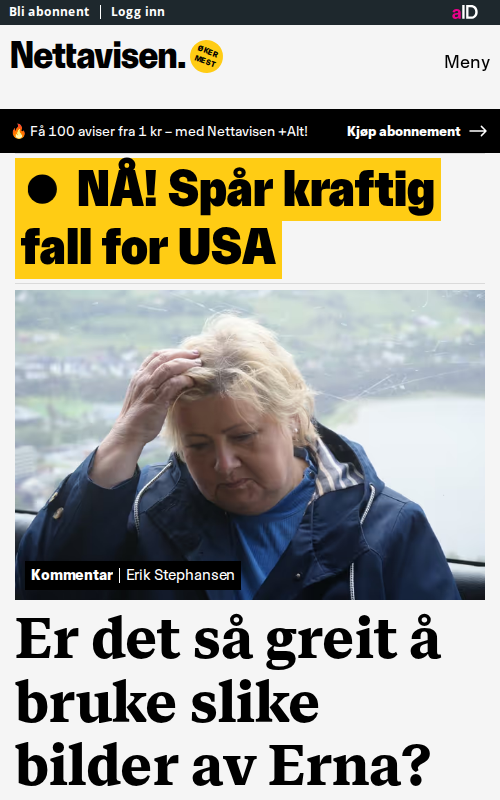 Bli abonnent | Logg inn
aID
Nettavisen.
ØKER
MEST
Meny
🔥 Få 100 aviser fra 1 kr – med Nettavisen +Alt!
Kjøp abonnement →
● NÅ! Spår kraftig
fall for USA
Kommentar | Erik Stephansen
Er det så greit å
bruke slike
bilder av Erna?